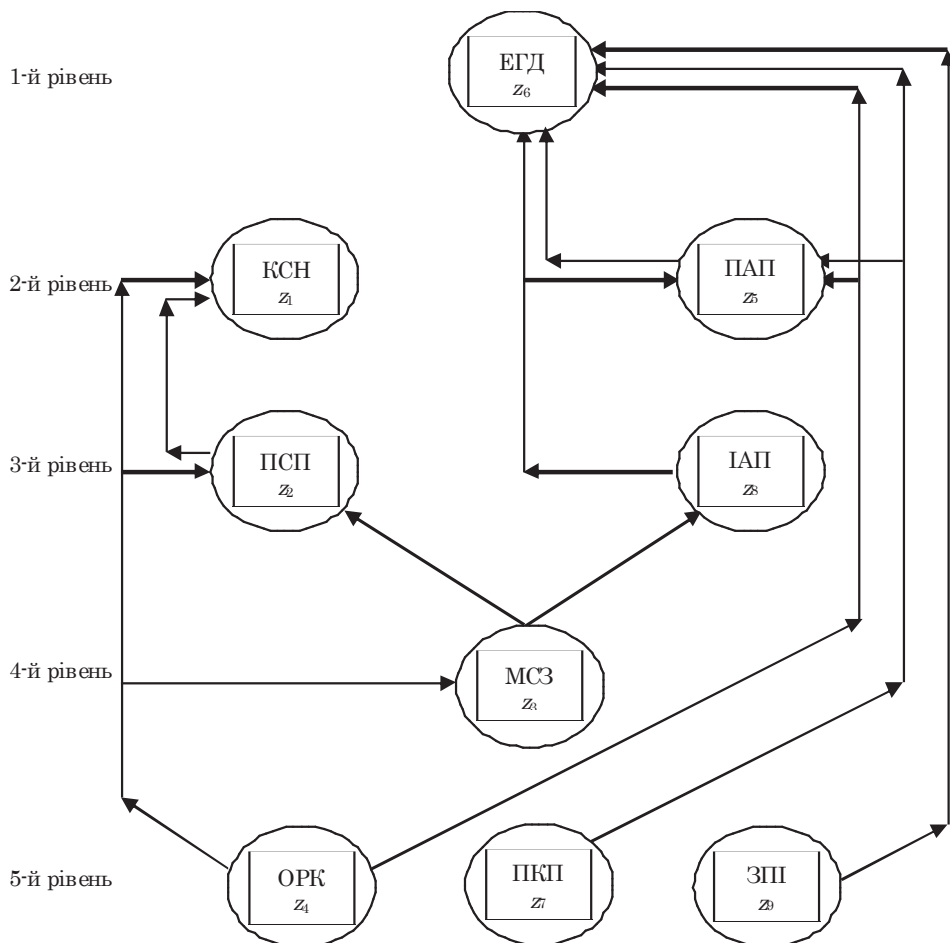 1-й рівень
ЕГД
z6
2-й рівень
КСН
z1
ПАП
z5
3-й рівень
ПСП
z2
ІАП
z8
4-й рівень
МСЗ
z3
5-й рівень
ОРК
z4
ПКП
z7
ЗПІ
z9